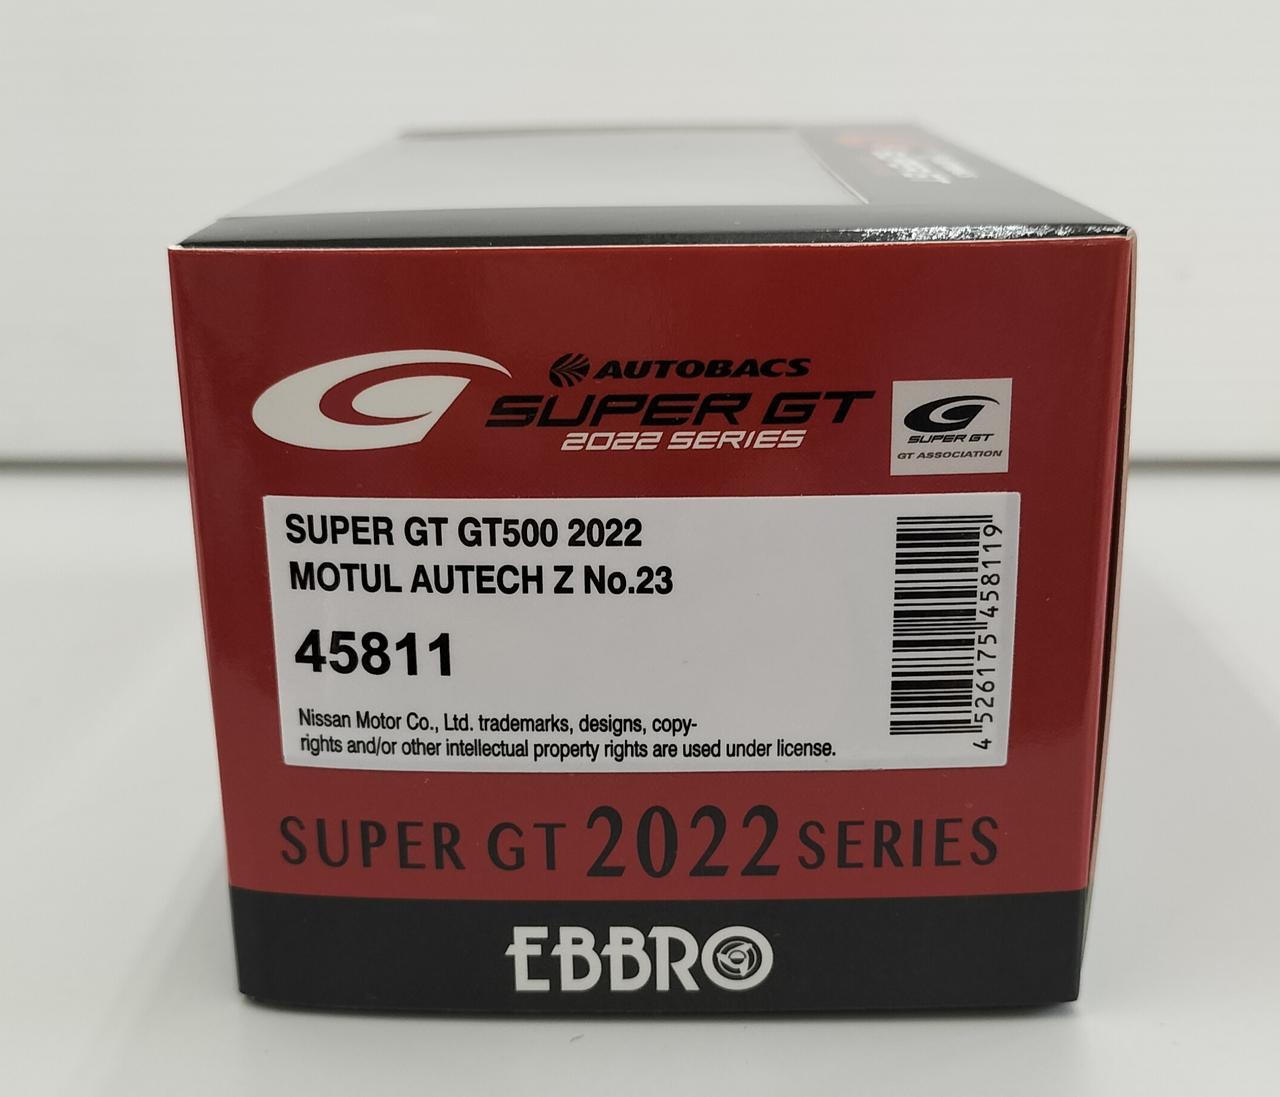 AUTOBACS
SUPER GT
2022 SERIES
SUPER GT
GT ASSOCIATION
SUPER GT GT500 2022
MOTUL AUTECH Z No.23
45811
Nissan Motor Co., Ltd. trademarks, designs, copy-
rights and/or other intellectual property rights are used under license.
4 526175 458119
SUPER GT 2022 SERIES
EBBRO